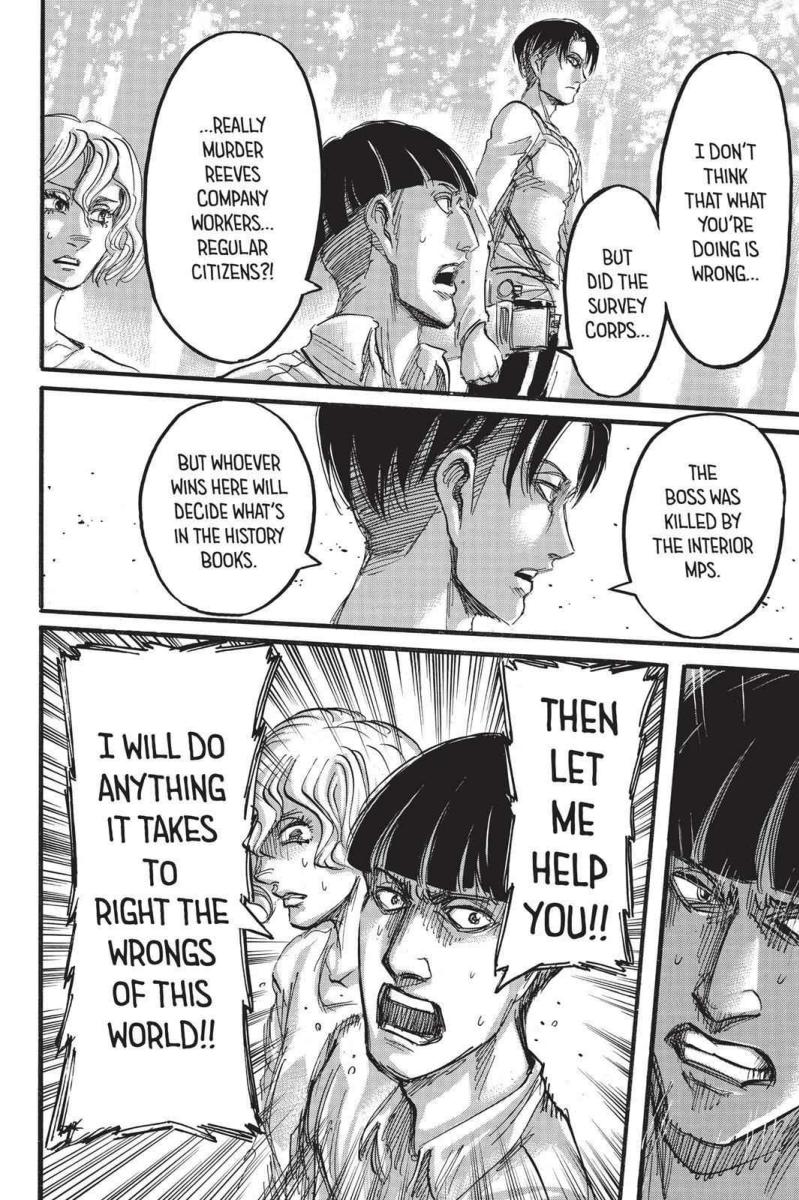 I DON'T
THINK
THAT WHAT
YOU'RE
DOING IS
WRONG...
BUT
DID THE
SURVEY
CORPS...
...REALLY
MURDER
REEVES
COMPANY
WORKERS...
REGULAR
CITIZENS?!
THE
BOSS WAS
KILLED BY
THE INTERIOR
MPS.
BUT WHOEVER
WINS HERE WILL
DECIDE WHAT'S
IN THE HISTORY
BOOKS.
THEN
LET
ME
HELP
YOU!!
I WILL DO
ANYTHING
IT TAKES
TO
RIGHT THE
WRONGS
OF THIS
WORLD!!